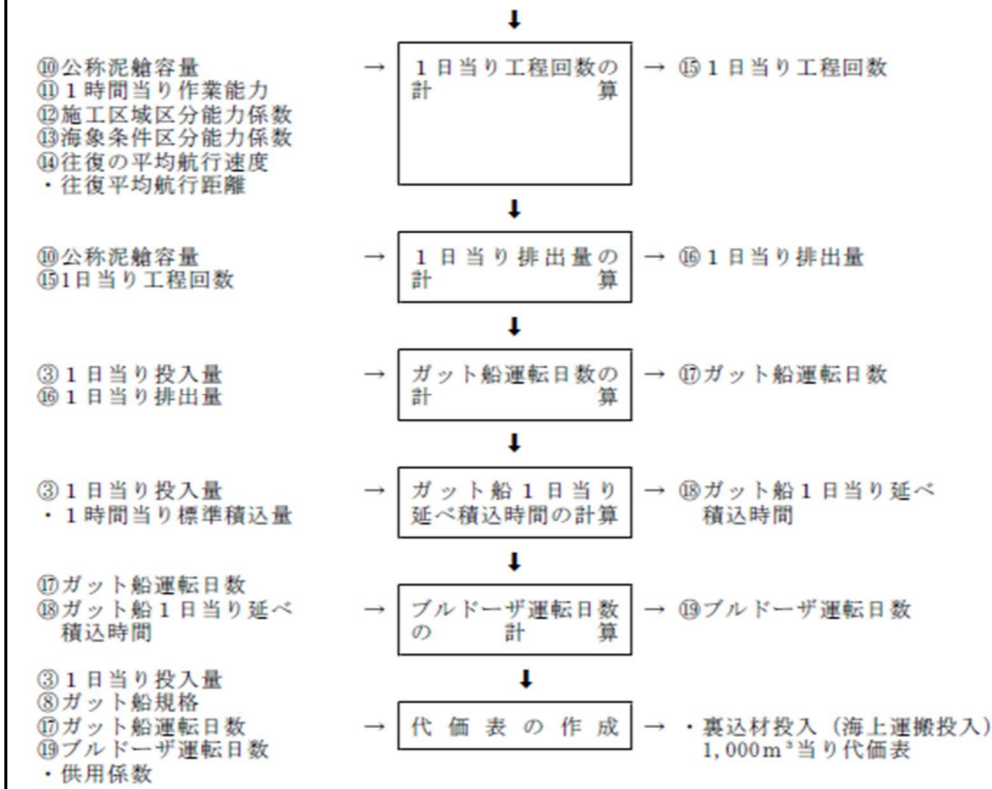 ↓
⑩公称泥艙容量 → 1日当り工程回数の → ⑮1日当り工程回数
⑪1時間当り作業能力 計算
⑫施工区域区分能力係数
⑬海象条件区分能力係数
⑭往復の平均航行速度
・往復平均航行距離
↓
⑩公称泥艙容量 → 1日当り排出量の → ⑯1日当り排出量
⑮1日当り工程回数 計算
↓
③1日当り投入量 → ガット船運転日数の → ⑰ガット船運転日数
⑯1日当り排出量 計算
↓
③1日当り投入量 → ガット船1日当り → ⑱ガット船1日当り延べ
・1時間当り標準積込量 延べ積込時間の計算 積込時間
↓
⑰ガット船運転日数
⑱ガット船1日当り延べ → ブルドーザ運転日数 → ⑲ブルドーザ運転日数
積込時間 の計算
↓
③1日当り投入量
⑧ガット船規格
⑰ガット船運転日数 → 代価表の作成 → ・裏込材投入（海上運搬投入）
⑲ブルドーザ運転日数 1,000m³当り代価表
・供用係数